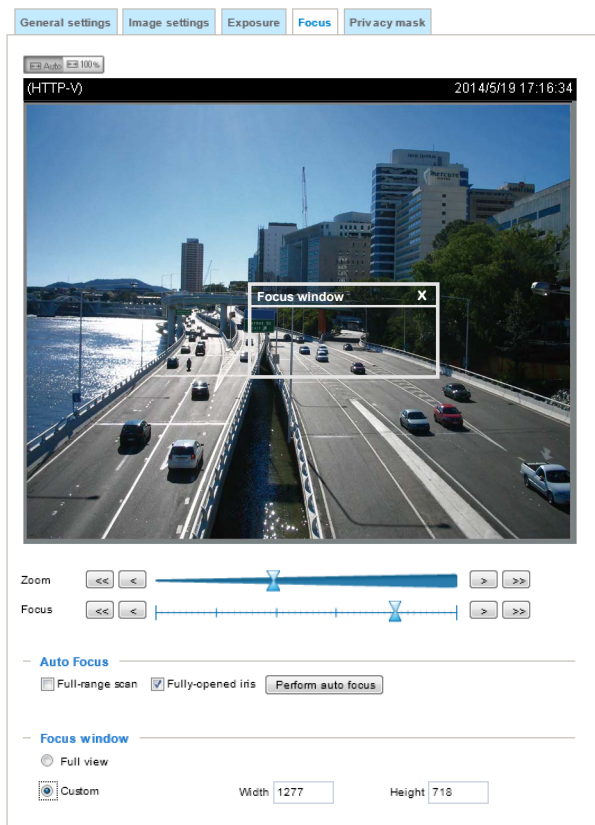 General settings Image settings Exposure Focus Privacy mask
Auto 100%
(HTTP-V) 2014/5/19 17:16:34
mercure
Focus window X
Zoom << < > >>
Focus << < > >>
Auto Focus
Full-range scan Fully-opened iris Perform auto focus
Focus window
Full view
Custom Width 1277 Height 718